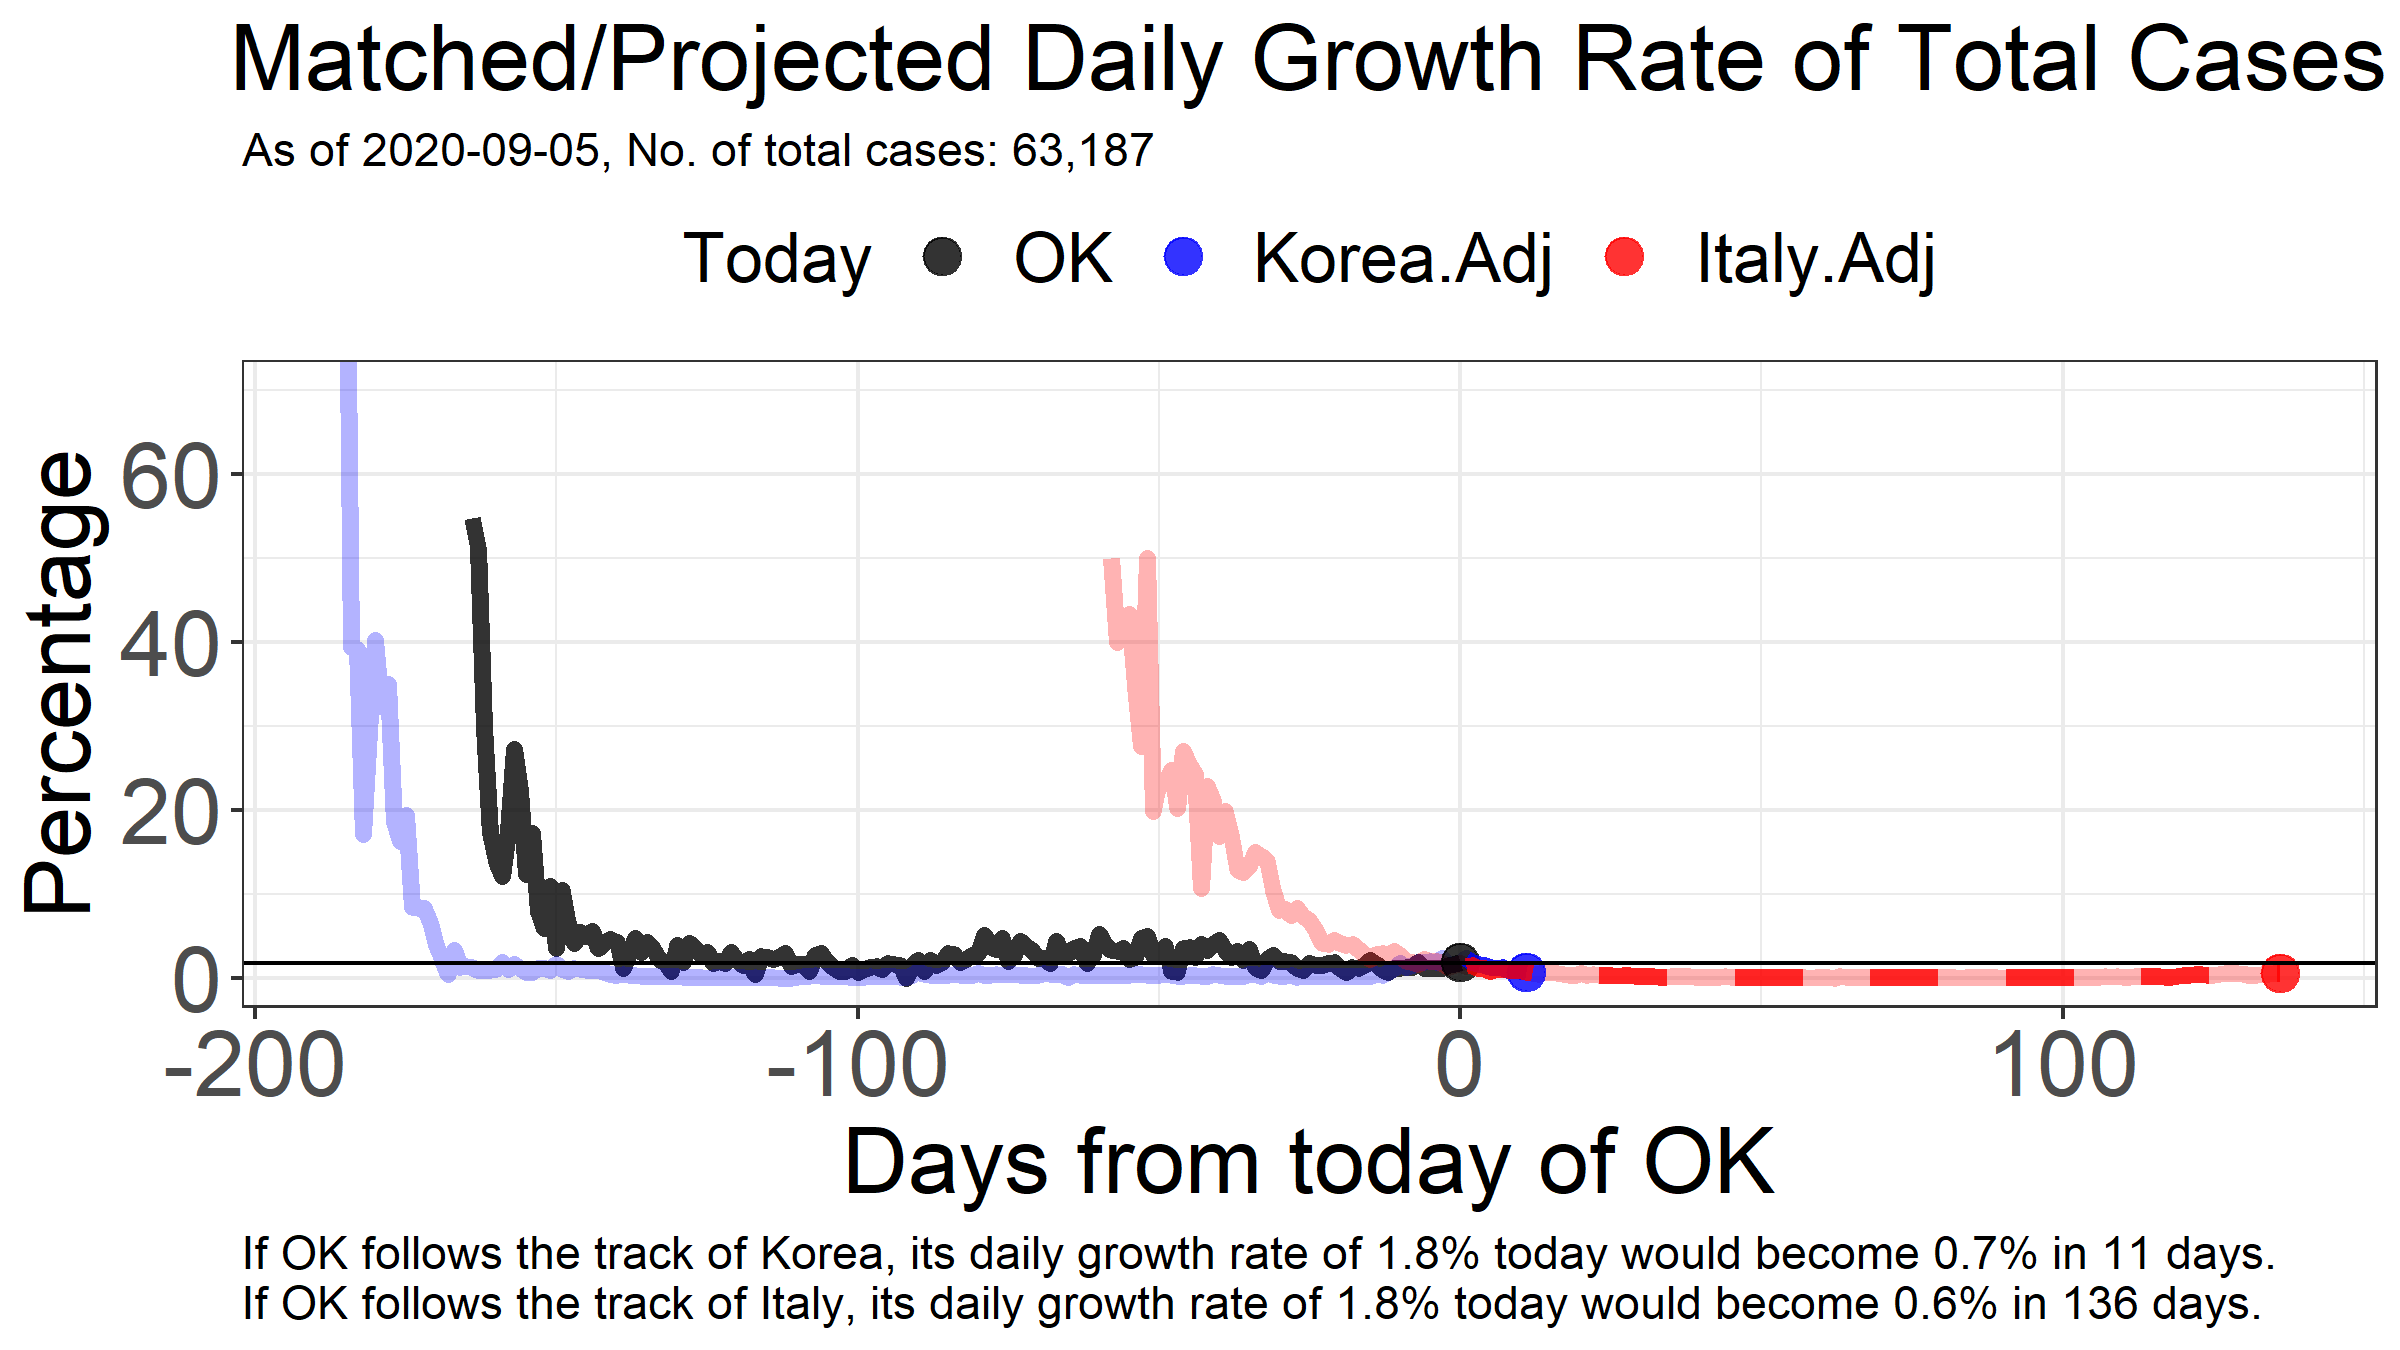 Matched/Projected Daily Growth Rate of Total Cases
As of 2020-09-05, No. of total cases: 63,187
Today OK Korea.Adj Italy.Adj
Percentage
60
40
20
0
-200 -100 0 100
Days from today of OK
If OK follows the track of Korea, its daily growth rate of 1.8% today would become 0.7% in 11 days.
If OK follows the track of Italy, its daily growth rate of 1.8% today would become 0.6% in 136 days.